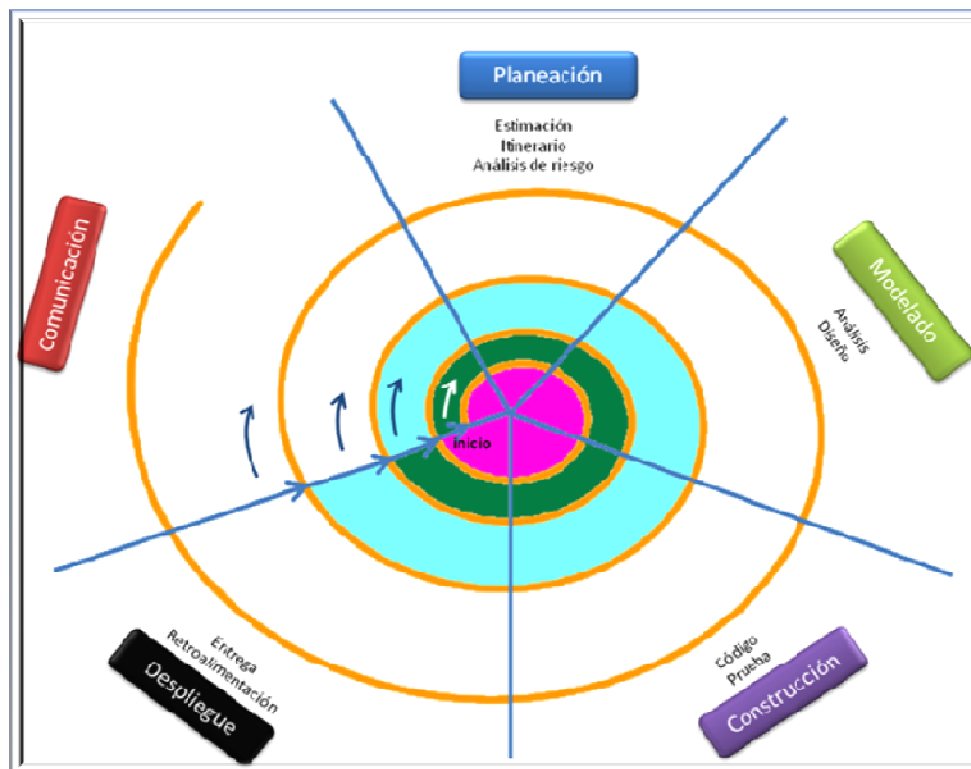 Planeación
Estimación
Itinerario
Análisis de riesgo
Comunicación
Modelado
Análisis
Diseño
inicio
Entrega
Retroalimentación
Despliegue
Código
Prueba
Construcción